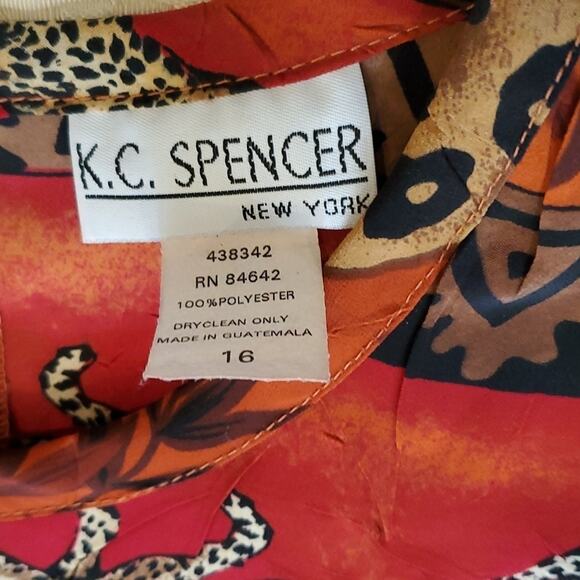 K.C. SPENCER
NEW YORK
438342
RN 84642
100%POLYESTER
DRYCLEAN ONLY
MADE IN GUATEMALA
16